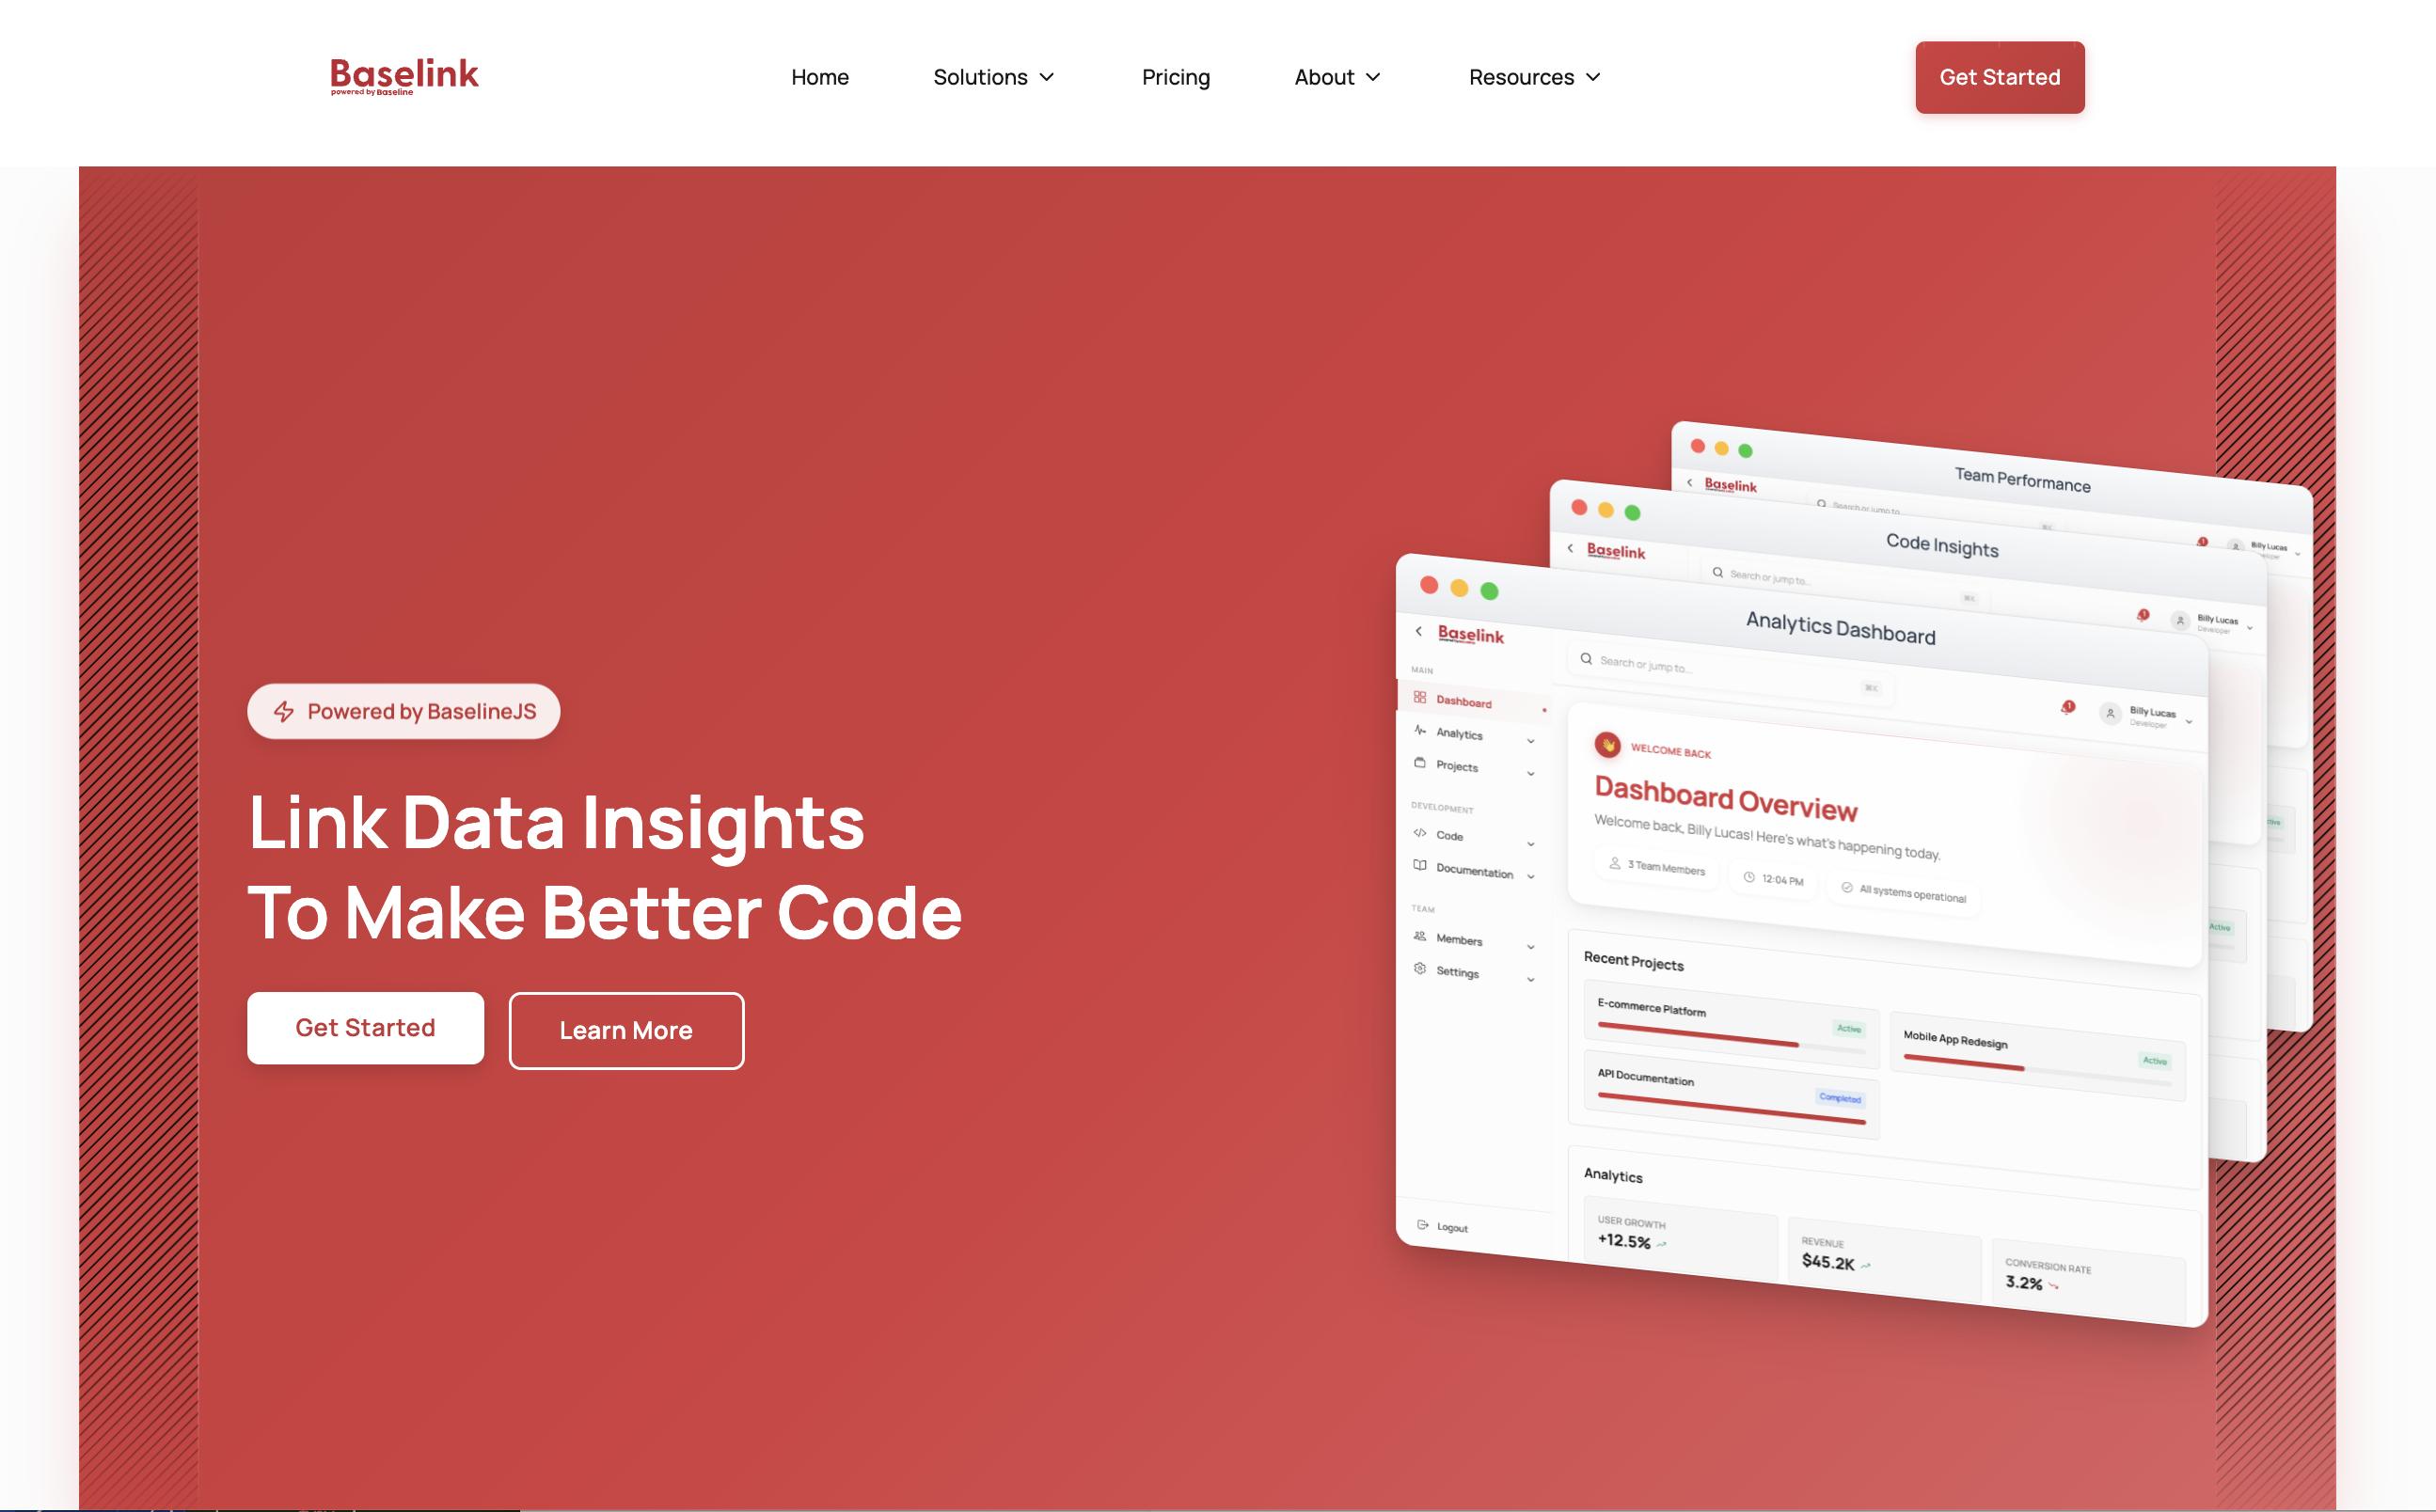 Baselink
powered by Baseline
Home
Solutions
Pricing
About
Resources
Get Started
Powered by BaselineJS
Link Data Insights
To Make Better Code
Get Started
Learn More
Team Performance
Baselink
Search or jump to...
⌘K
1
Billy Lucas
Code Insights
Baselink
Search or jump to...
⌘K
1
Billy Lucas
Developer
Active
Analytics Dashboard
Baselink
Search or jump to...
⌘K
1
Billy Lucas
Developer
MAIN
Dashboard
Analytics
Projects
DEVELOPMENT
Code
Documentation
TEAM
Members
Settings
Logout
WELCOME BACK
Dashboard Overview
Welcome back, Billy Lucas! Here's what's happening today.
3 Team Members
12:04 PM
All systems operational
Recent Projects
E-commerce Platform
Active
Mobile App Redesign
Active
API Documentation
Completed
Analytics
USER GROWTH
+12.5%
REVENUE
$45.2K
CONVERSION RATE
3.2%